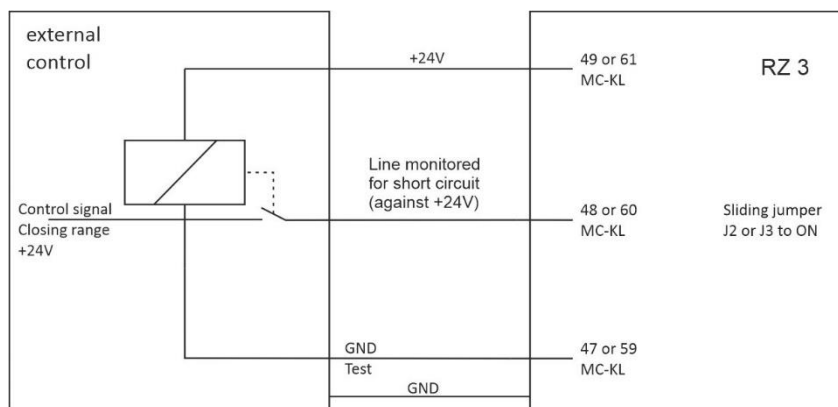 external
control
+24V
49 or 61
MC-KL
RZ 3
Line monitored
for short circuit
(against +24V)
Control signal
Closing range
+24V
48 or 60
MC-KL
Sliding jumper
J2 or J3 to ON
GND
Test
47 or 59
MC-KL
GND